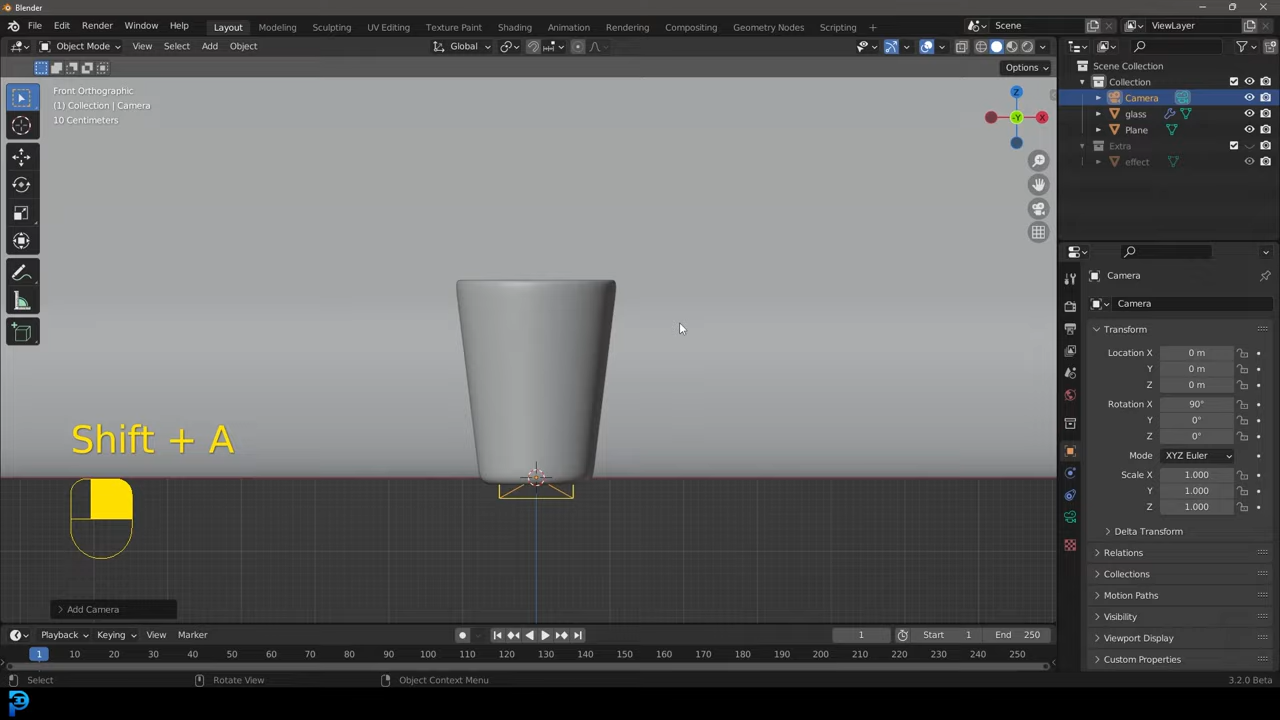 Blender
File Edit Render Window Help Layout Modeling Sculpting UV Editing Texture Paint Shading Animation Rendering Compositing Geometry Nodes Scripting + Scene ViewLayer
Object Mode View Select Add Object Global
Options
Front Orthographic
(1) Collection | Camera
10 Centimeters
Z
-Y
X
Scene Collection
Collection
Camera
glass
Plane
Extra
effect
Camera
Camera
Transform
Location X 0 m
Y 0 m
Z 0 m
Rotation X 90°
Y 0°
Z 0°
Mode XYZ Euler
Scale X 1.000
Y 1.000
Z 1.000
Delta Transform
Relations
Collections
Motion Paths
Visibility
Viewport Display
Custom Properties
Shift + A
Add Camera
Playback Keying View Marker 1 Start 1 End 250
1 10 20 30 40 50 60 70 80 90 100 110 120 130 140 150 160 170 180 190 200 210 220 230 240 250
Select Rotate View Object Context Menu 3.2.0 Beta